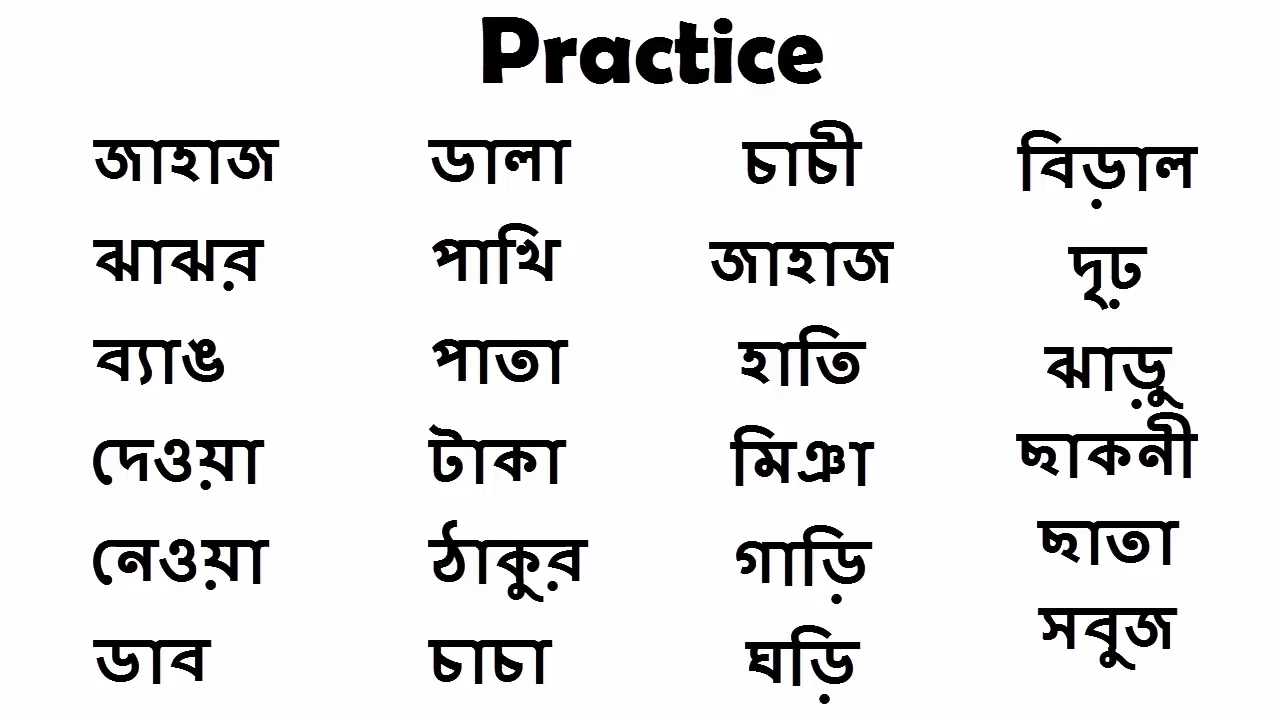 Practice
জাহাজ ডালা চাচী বিড়াল
ঝাঝর পাখি জাহাজ দৃঢ়
ব্যাঙ পাতা হাতি ঝাড়ু
দেওয়া টাকা মিঞা ছাকনী
নেওয়া ঠাকুর গাড়ি ছাতা
ডাব চাচা ঘড়ি সবুজ